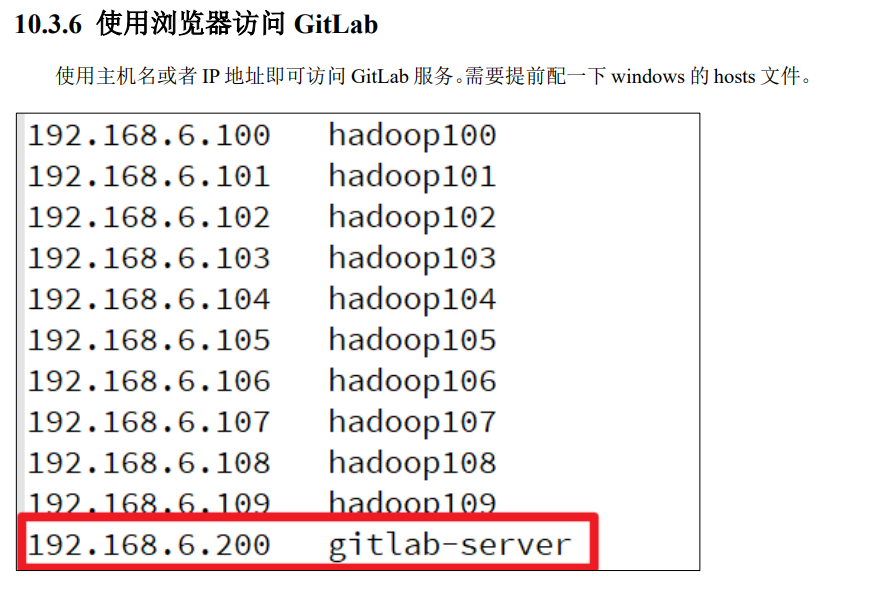 10.3.6 使用浏览器访问 GitLab
使用主机名或者 IP 地址即可访问 GitLab 服务。需要提前配一下 windows 的 hosts 文件。
192.168.6.100 hadoop100
192.168.6.101 hadoop101
192.168.6.102 hadoop102
192.168.6.103 hadoop103
192.168.6.104 hadoop104
192.168.6.105 hadoop105
192.168.6.106 hadoop106
192.168.6.107 hadoop107
192.168.6.108 hadoop108
192.168.6.109 hadoop109
192.168.6.200 gitlab-server